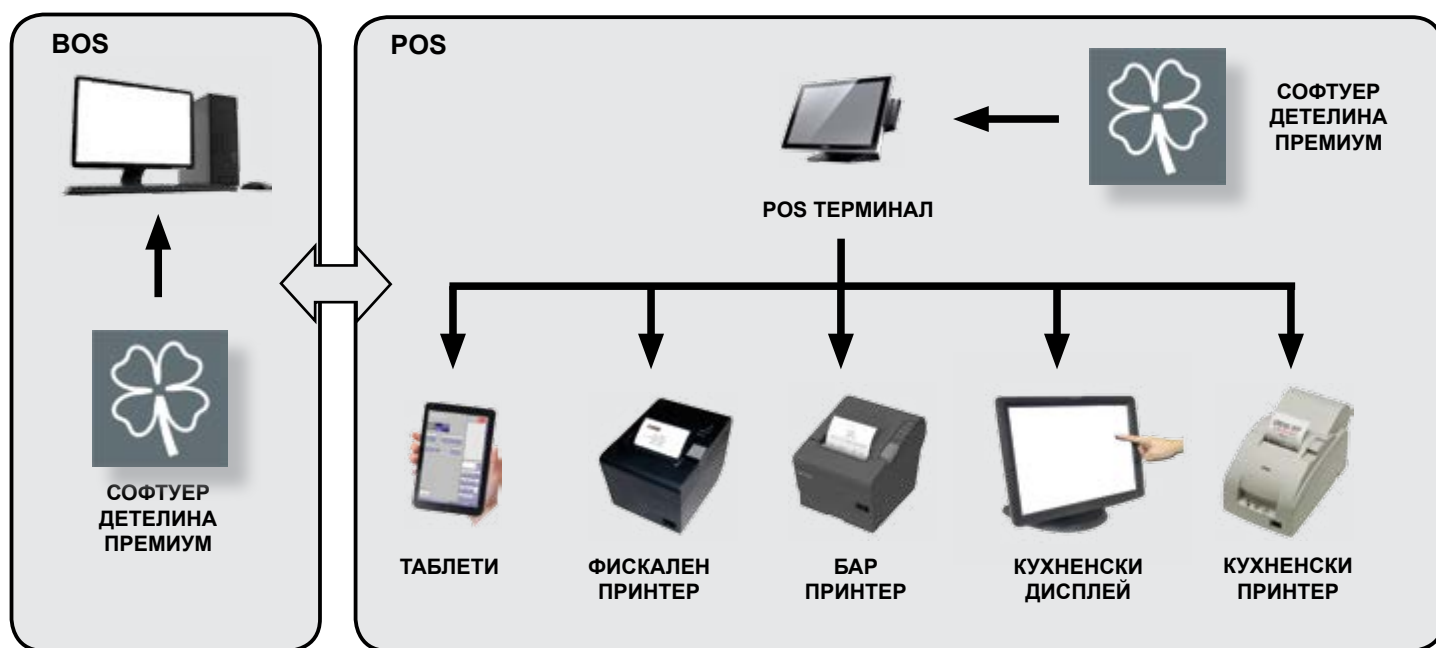 BOS
СОФТУЕР
ДЕТЕЛИНА
ПРЕМИУМ
POS
СОФТУЕР
ДЕТЕЛИНА
ПРЕМИУМ
POS ТЕРМИНАЛ
ТАБЛЕТИ
ФИСКАЛЕН
ПРИНТЕР
БАР
ПРИНТЕР
КУХНЕНСКИ
ДИСПЛЕЙ
КУХНЕНСКИ
ПРИНТЕР